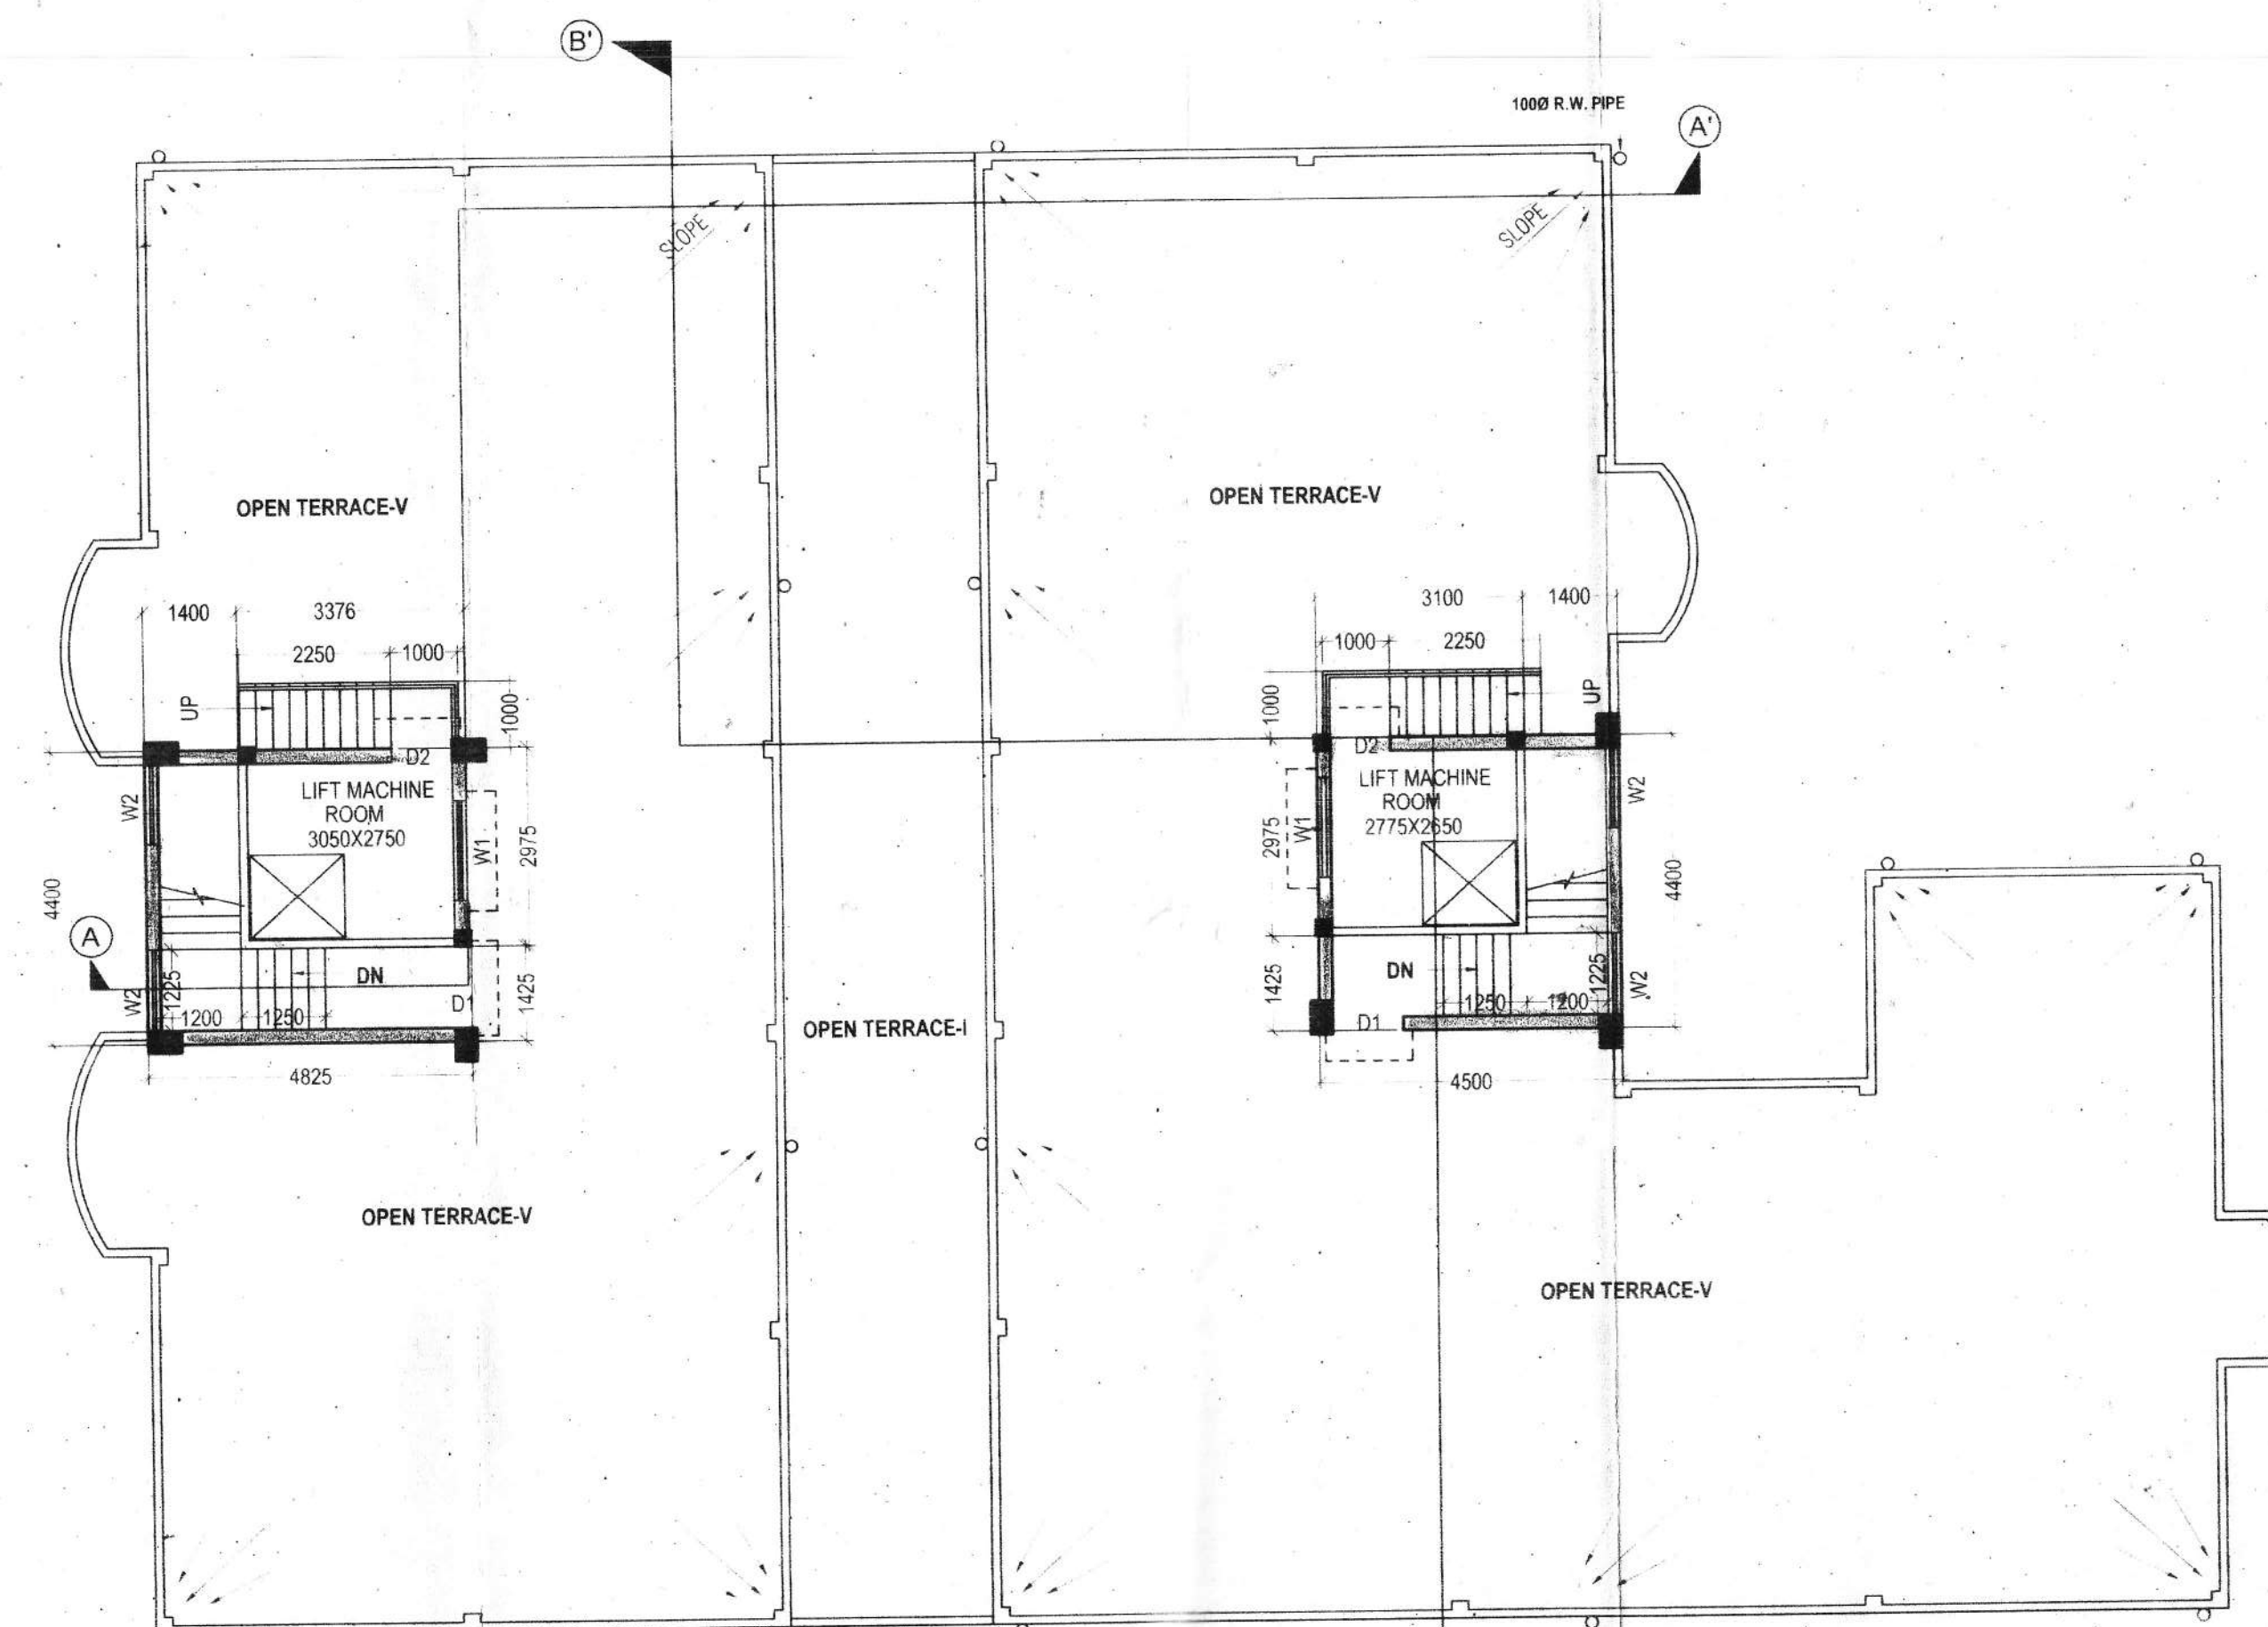 B'
100Ø R.W. PIPE
A'
SLOPE
SLOPE
OPEN TERRACE-V
OPEN TERRACE-V
1400
3376
3100
1400
2250
1000
1000
2250
UP
1000
1000
UP
D2
D2
LIFT MACHINE
ROOM
3050X2750
LIFT MACHINE
ROOM
2775X2650
W2
W1
2975
2975
W1
W2
4400
4400
A
DN
DN
W2
1225
1200
1250
D1
1425
1425
D1
1250
1200
1225
W2
OPEN TERRACE-I
4825
4500
OPEN TERRACE-V
OPEN TERRACE-V